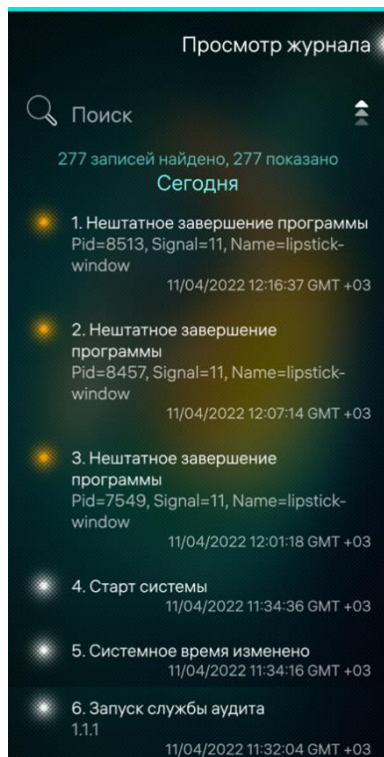 Просмотр журнала
Поиск
277 записей найдено, 277 показано
Сегодня
1. Нештатное завершение программы
Pid=8513, Signal=11, Name=lipstick-
window
11/04/2022 12:16:37 GMT +03
2. Нештатное завершение
программы
Pid=8457, Signal=11, Name=lipstick-
window
11/04/2022 12:07:14 GMT +03
3. Нештатное завершение
программы
Pid=7549, Signal=11, Name=lipstick-
window
11/04/2022 12:01:18 GMT +03
4. Старт системы
11/04/2022 11:34:36 GMT +03
5. Системное время изменено
11/04/2022 11:34:16 GMT +03
6. Запуск службы аудита
1.1.1
11/04/2022 11:32:04 GMT +03